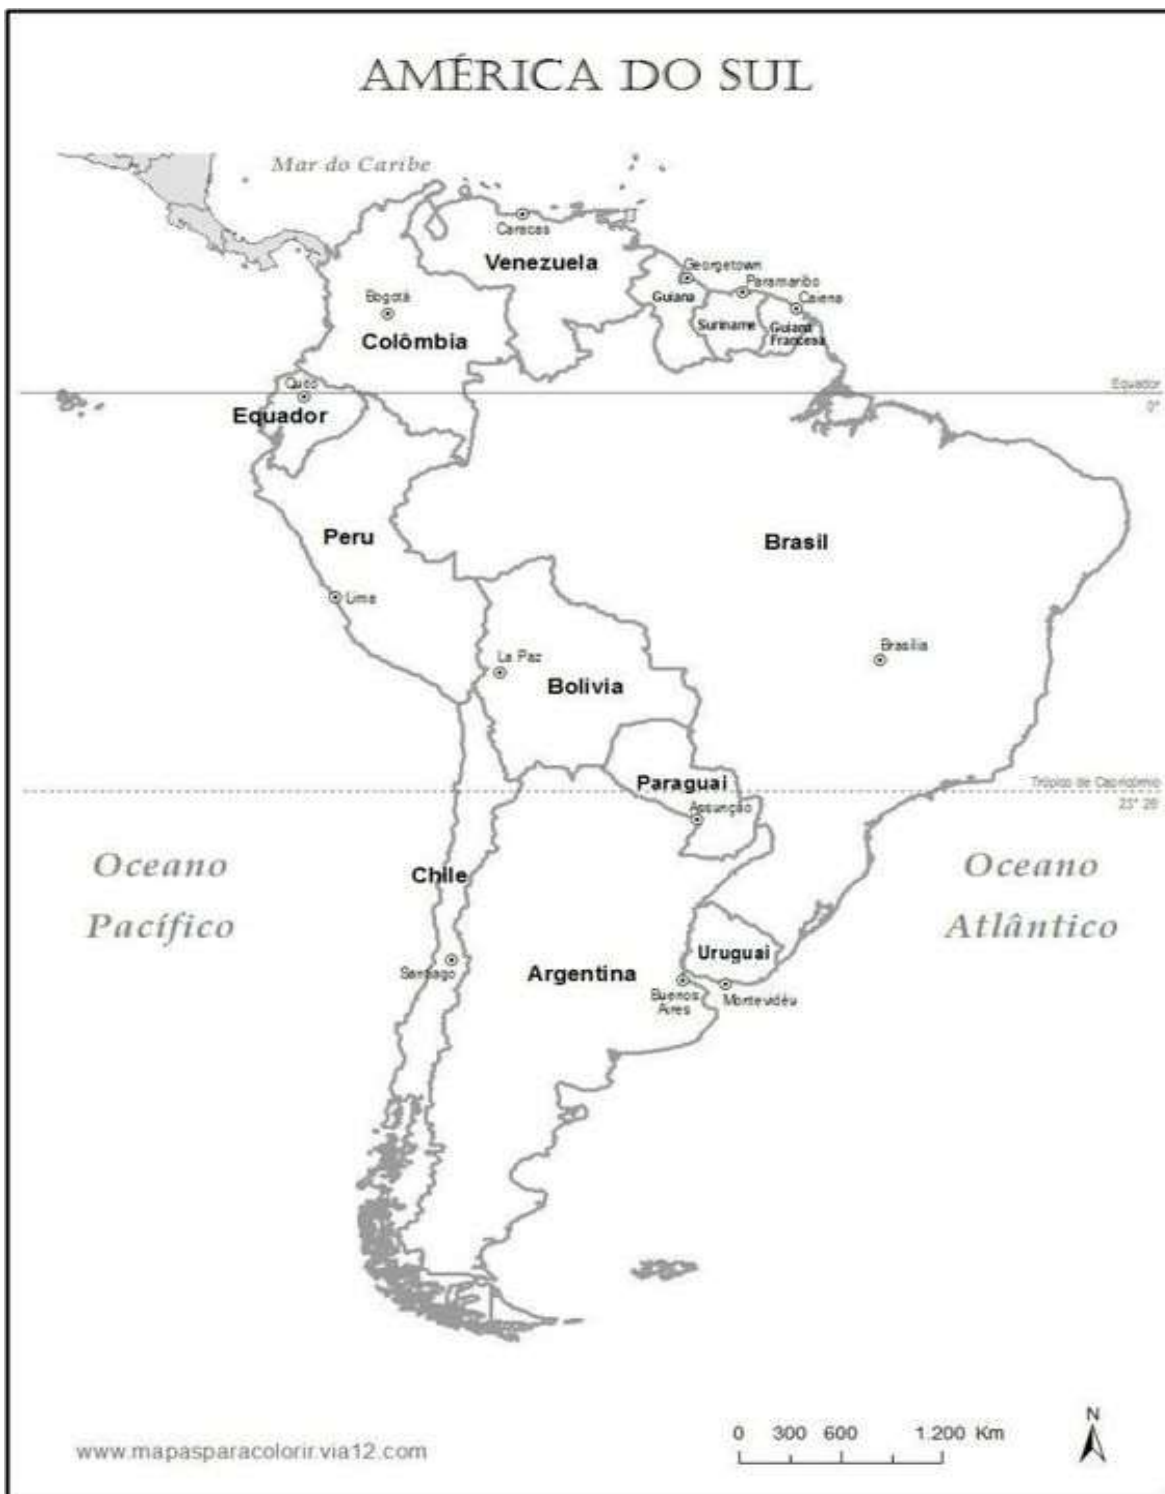 AMÉRICA DO SUL
Mar do Caribe
Caracas
Venezuela
Georgetown
Paramaribo
Caiena
Guiana
Suriname
Guiana
Francesa
Bogotá
Colômbia
Equador
0°
Quito
Equador
Peru
Brasil
Lima
Brasília
La Paz
Bolivia
Paraguai
Trópico de Capricórnio
Assunção
Oceano
Pacífico
Chile
Oceano
Atlântico
Santiago
Argentina
Uruguai
Buenos
Aires
Montevidéu
N
0 300 600 1.200 Km
www.mapasparacolorir.via12.com